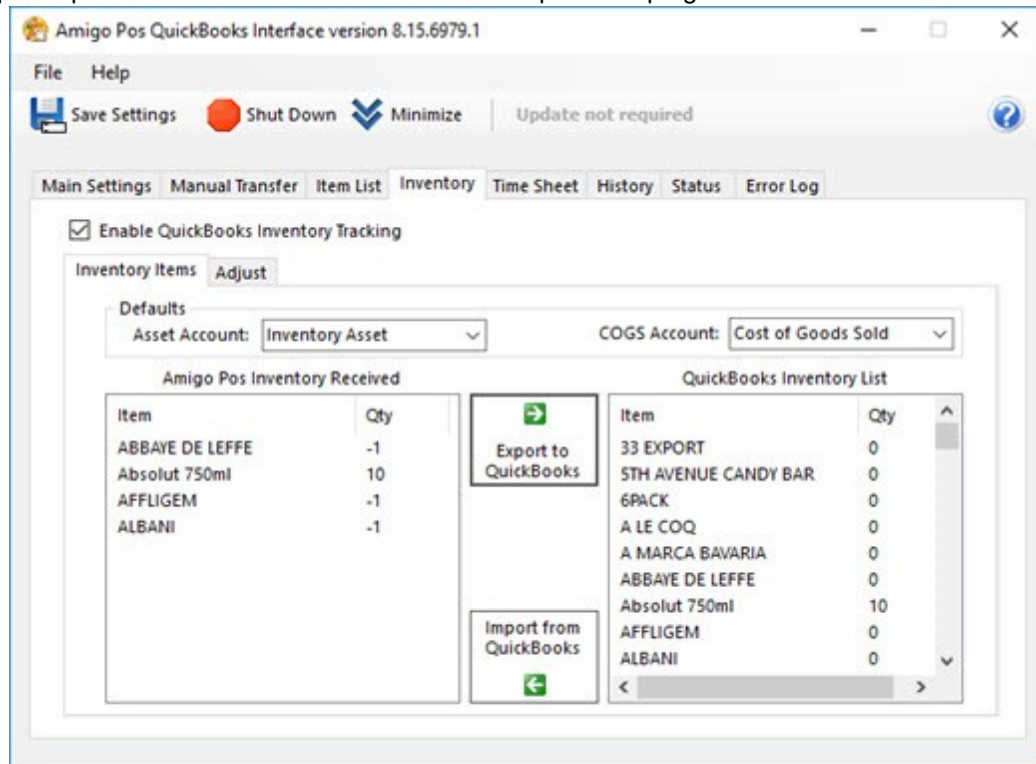 Amigo Pos QuickBooks Interface version 8.15.6979.1
File Help
Save Settings Shut Down Minimize Update not required
Main Settings Manual Transfer Item List Inventory Time Sheet History Status Error Log
Enable QuickBooks Inventory Tracking
Inventory Items Adjust
Defaults
Asset Account: Inventory Asset COGS Account: Cost of Goods Sold
Amigo Pos Inventory Received QuickBooks Inventory List
Item Qty
ABBAYE DE LEFFE -1
Absolut 750ml 10
AFFLIGEM -1
ALBANI -1
Export to
QuickBooks
Import from
QuickBooks
Item Qty
33 EXPORT 0
5TH AVENUE CANDY BAR 0
6PACK 0
A LE COQ 0
A MARCA BAVARIA 0
ABBAYE DE LEFFE 0
Absolut 750ml 10
AFFLIGEM 0
ALBANI 0